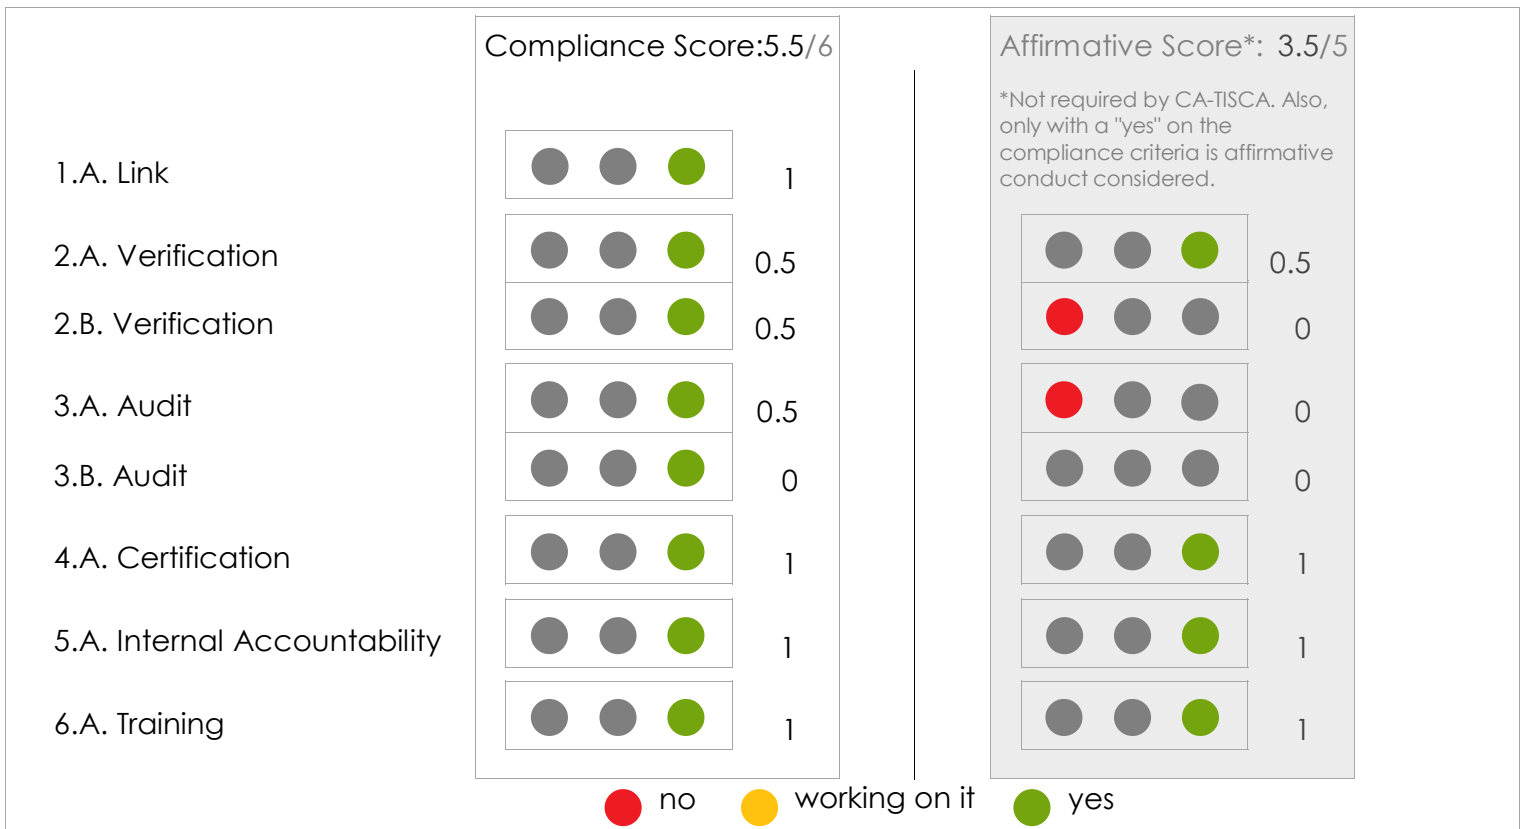 Compliance Score:5.5/6
Affirmative Score*: 3.5/5
*Not required by CA-TISCA. Also,
only with a "yes" on the
compliance criteria is affirmative
conduct considered.
1.A. Link 1
2.A. Verification 0.5 0.5
2.B. Verification 0.5 0
3.A. Audit 0.5 0
3.B. Audit 0 0
4.A. Certification 1 1
5.A. Internal Accountability 1 1
6.A. Training 1 1
no working on it yes